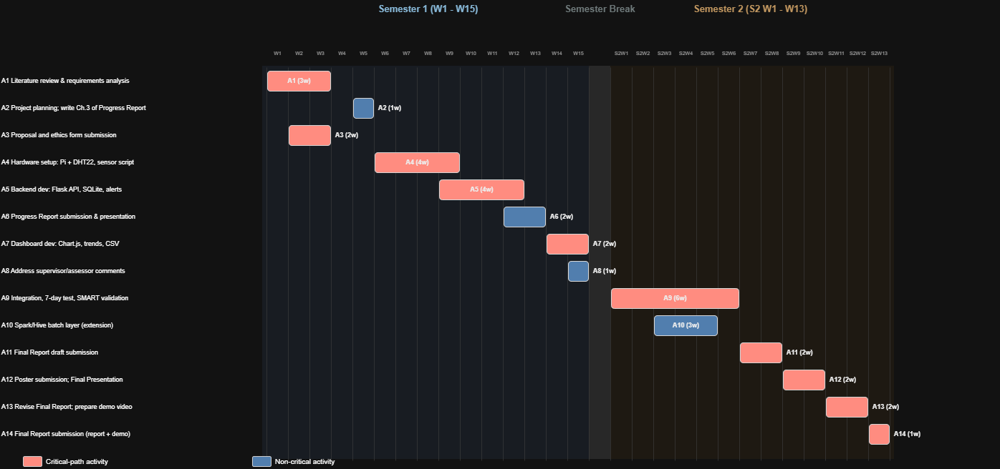 Semester 1 (W1 - W15) Semester Break Semester 2 (S2 W1 - W13)
W1 W2 W3 W4 W5 W6 W7 W8 W9 W10 W11 W12 W13 W14 W15 S2W1 S2W2 S2W3 S2W4 S2W5 S2W6 S2W7 S2W8 S2W9 S2W10 S2W11 S2W12 S2W13
A1 Literature review & requirements analysis A1 (3w)
A2 Project planning; write Ch.3 of Progress Report A2 (1w)
A3 Proposal and ethics form submission A3 (2w)
A4 Hardware setup: Pi + DHT22, sensor script A4 (4w)
A5 Backend dev: Flask API, SQLite, alerts A5 (4w)
A6 Progress Report submission & presentation A6 (2w)
A7 Dashboard dev: Chart.js, trends, CSV A7 (2w)
A8 Address supervisor/assessor comments A8 (1w)
A9 Integration, 7-day test, SMART validation A9 (6w)
A10 Spark/Hive batch layer (extension) A10 (3w)
A11 Final Report draft submission A11 (2w)
A12 Poster submission; Final Presentation A12 (2w)
A13 Revise Final Report; prepare demo video A13 (2w)
A14 Final Report submission (report + demo) A14 (1w)
Critical-path activity Non-critical activity